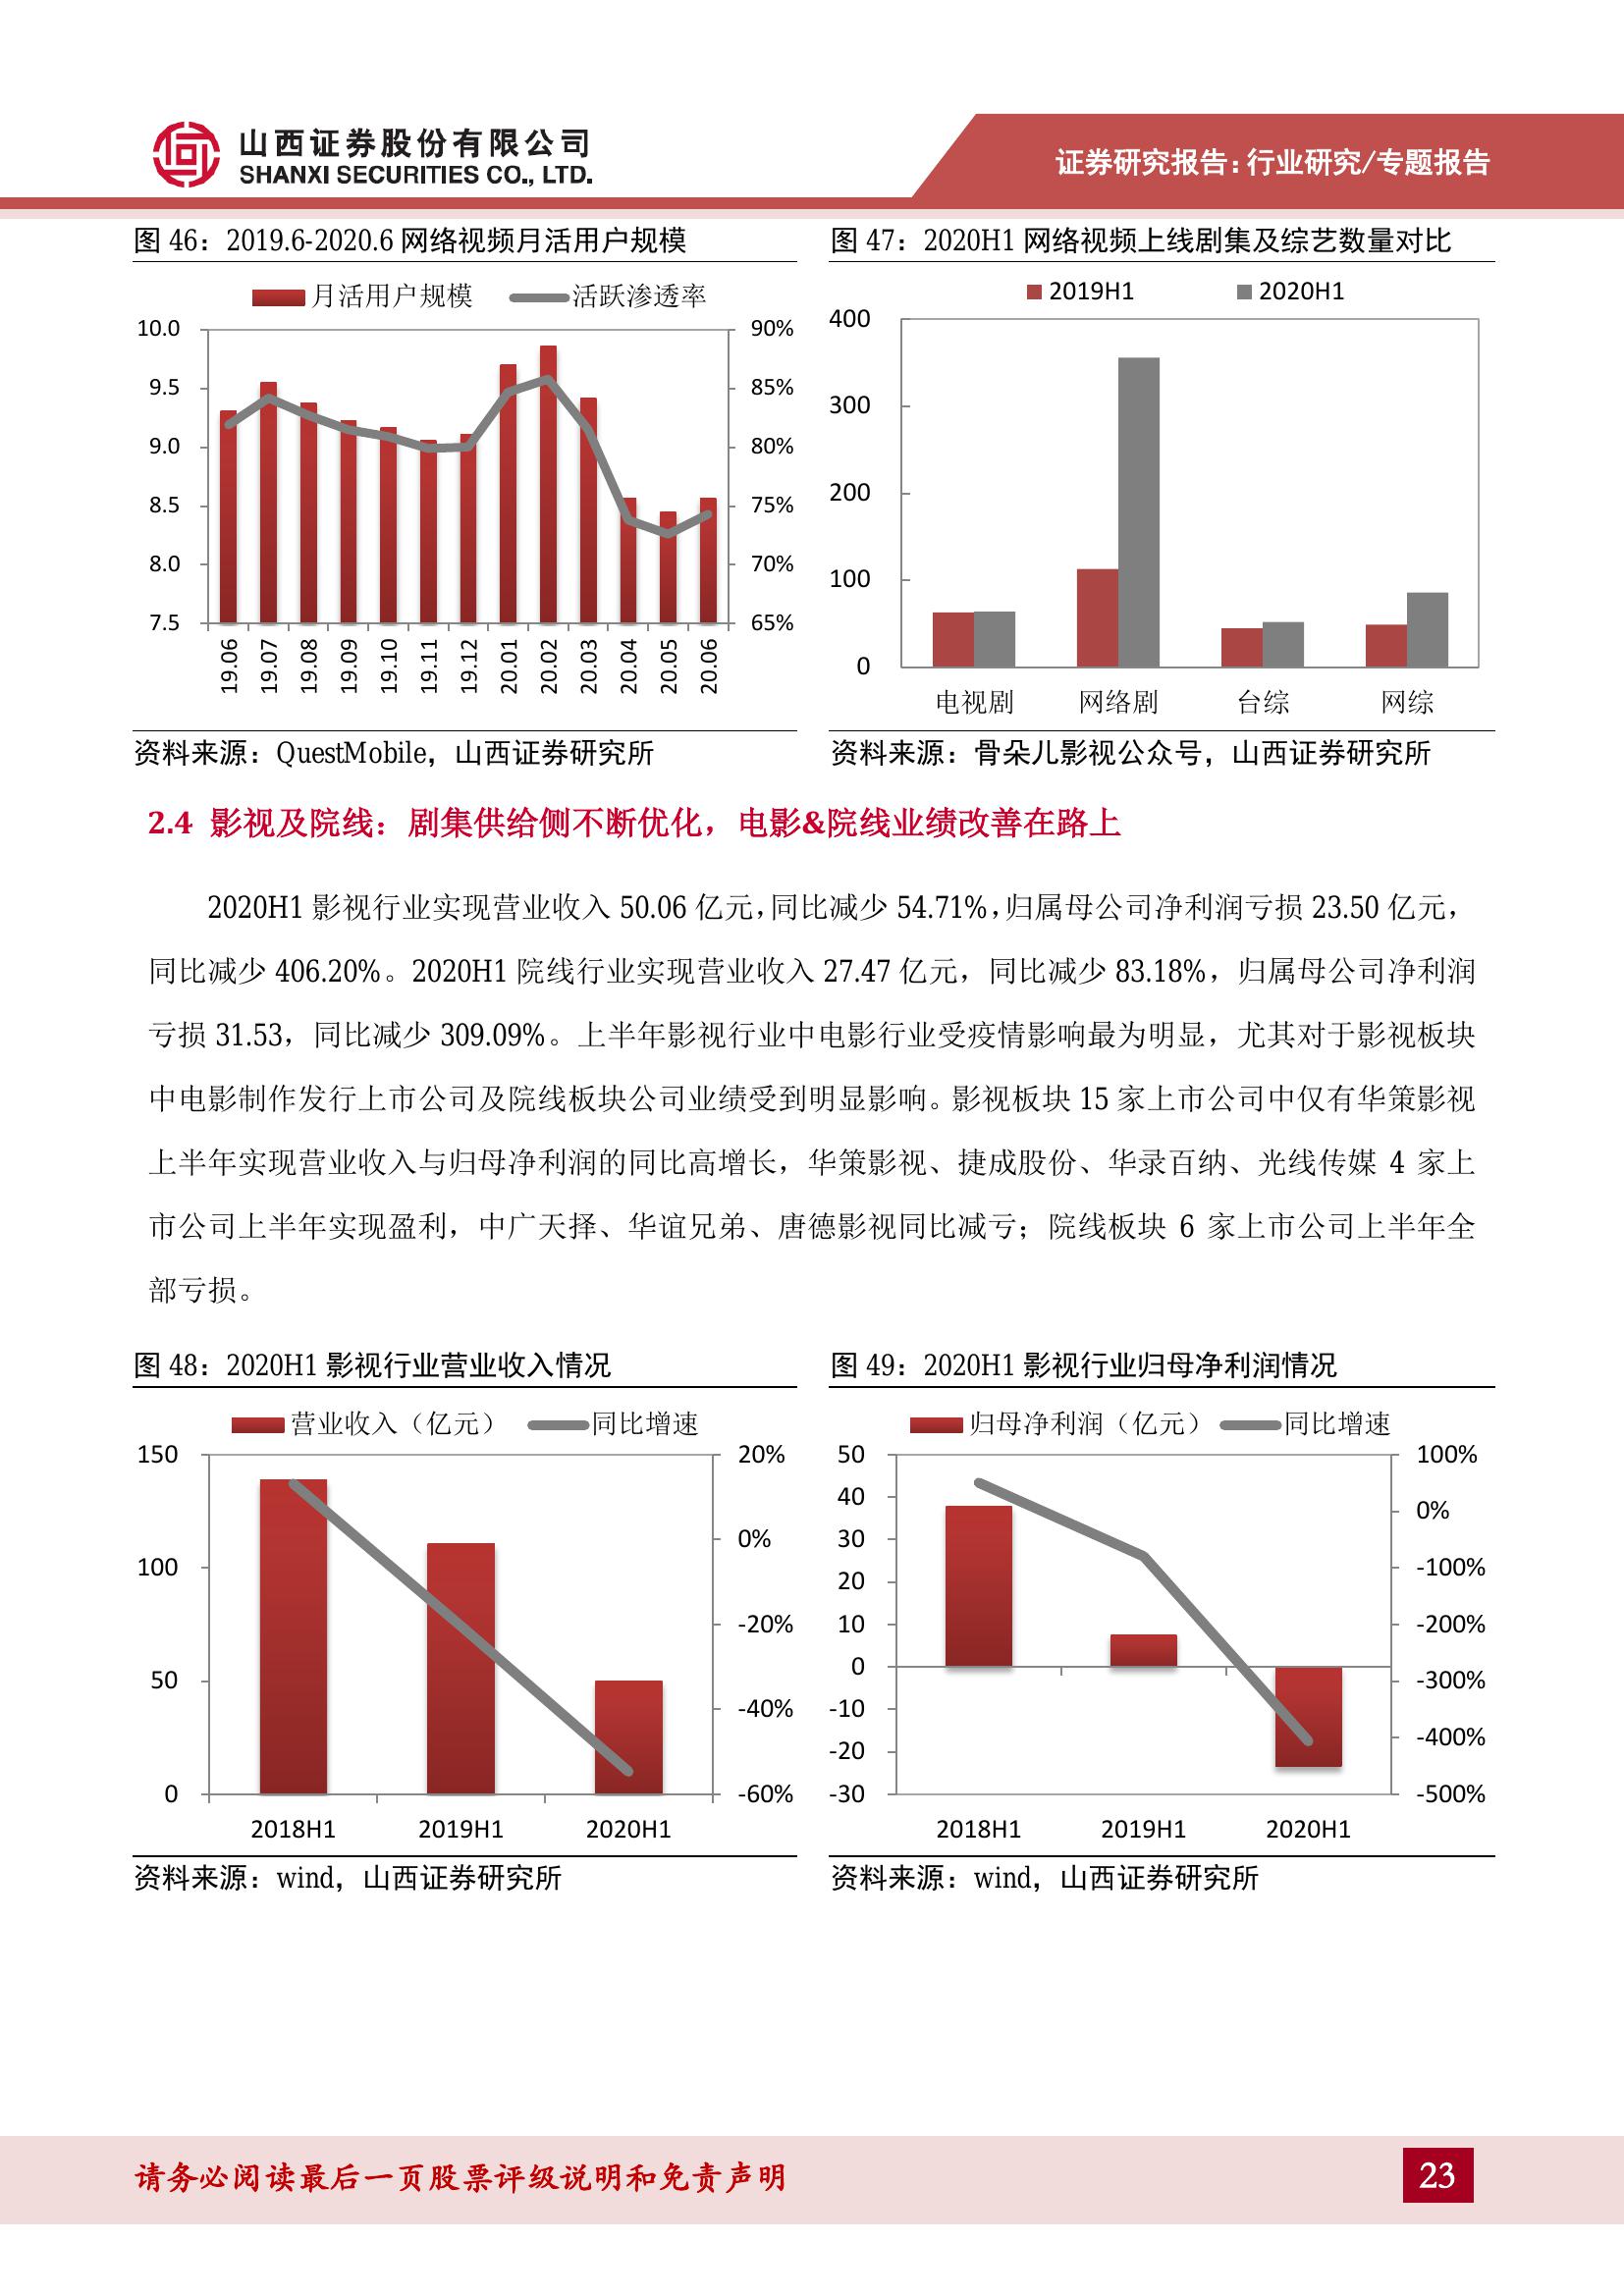 山西证券股份有限公司
SHANXI SECURITIES CO., LTD.
证券研究报告：行业研究/专题报告
图 46：2019.6-2020.6 网络视频月活用户规模
月活用户规模 活跃渗透率
10.0
9.5
9.0
8.5
8.0
7.5
90%
85%
80%
75%
70%
65%
19.06 19.07 19.08 19.09 19.10 19.11 19.12 20.01 20.02 20.03 20.04 20.05 20.06
资料来源：QuestMobile，山西证券研究所
图 47：2020H1 网络视频上线剧集及综艺数量对比
2019H1 2020H1
400
300
200
100
0
电视剧 网络剧 台综 网综
资料来源：骨朵儿影视公众号，山西证券研究所
2.4 影视及院线：剧集供给侧不断优化，电影&院线业绩改善在路上
2020H1 影视行业实现营业收入 50.06 亿元，同比减少 54.71%，归属母公司净利润亏损 23.50 亿元，
同比减少 406.20%。2020H1 院线行业实现营业收入 27.47 亿元，同比减少 83.18%，归属母公司净利润
亏损 31.53，同比减少 309.09%。上半年影视行业中电影行业受疫情影响最为明显，尤其对于影视板块
中电影制作发行上市公司及院线板块公司业绩受到明显影响。影视板块 15 家上市公司中仅有华策影视
上半年实现营业收入与归母净利润的同比高增长，华策影视、捷成股份、华录百纳、光线传媒 4 家上
市公司上半年实现盈利，中广天择、华谊兄弟、唐德影视同比减亏；院线板块 6 家上市公司上半年全
部亏损。
图 48：2020H1 影视行业营业收入情况
营业收入（亿元） 同比增速
150
100
50
0
20%
0%
-20%
-40%
-60%
2018H1 2019H1 2020H1
资料来源：wind，山西证券研究所
图 49：2020H1 影视行业归母净利润情况
归母净利润（亿元） 同比增速
50
40
30
20
10
0
-10
-20
-30
100%
0%
-100%
-200%
-300%
-400%
-500%
2018H1 2019H1 2020H1
资料来源：wind，山西证券研究所
请务必阅读最后一页股票评级说明和免责声明
23